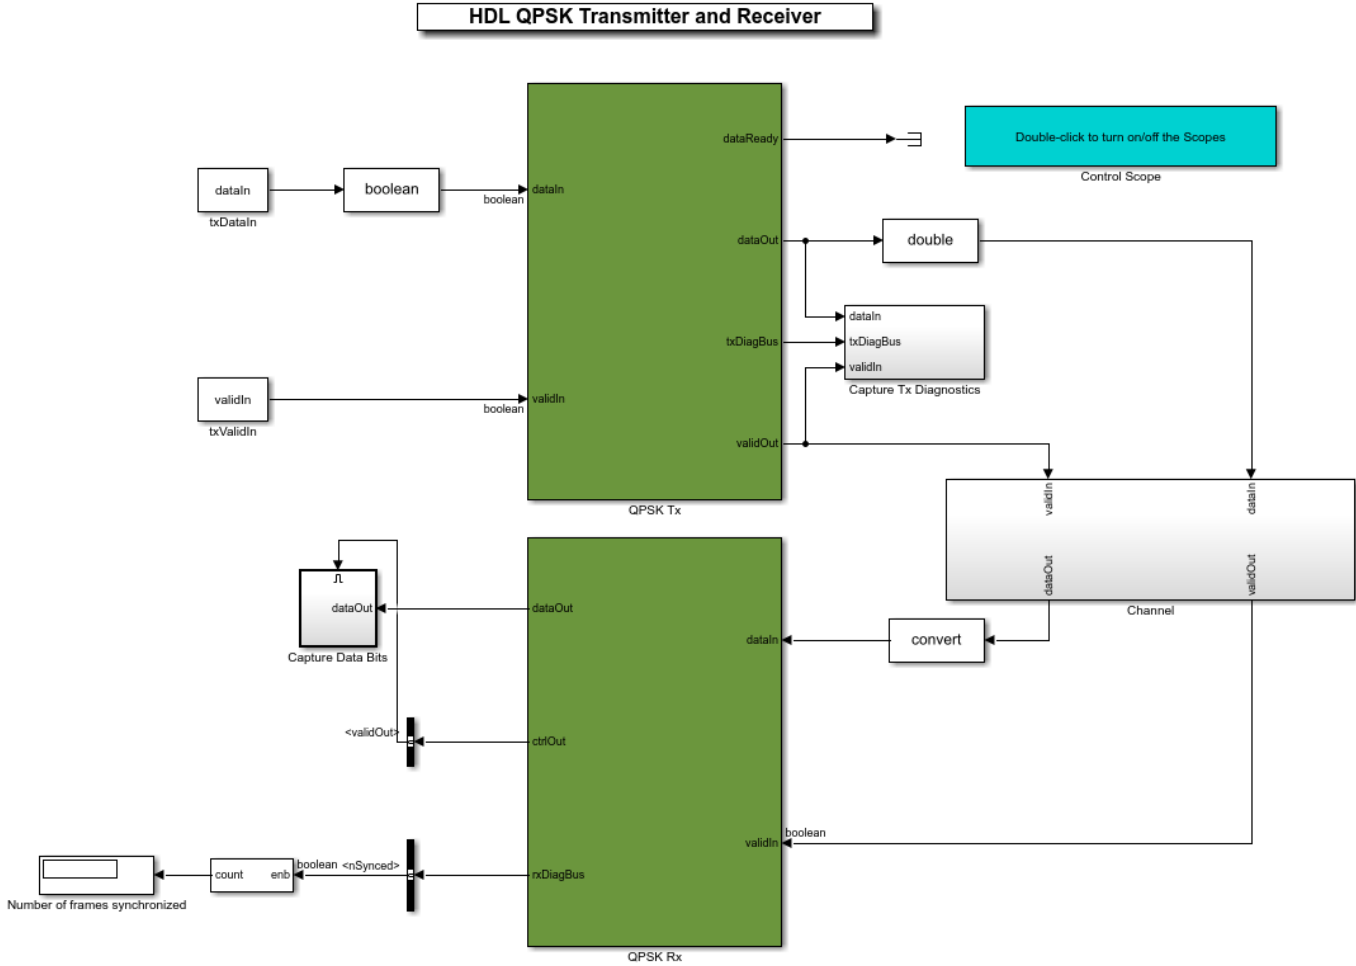 HDL QPSK Transmitter and Receiver
dataReady
Double-click to turn on/off the Scopes
Control Scope
dataIn
txDataIn
boolean
boolean
dataIn
dataOut
double
dataIn
txDiagBus
txDiagBus
validIn
Capture Tx Diagnostics
validIn
txValidIn
boolean
validIn
validOut
QPSK Tx
validIn
dataIn
dataOut
validOut
Channel
dataOut
Capture Data Bits
dataOut
dataIn
convert
<validOut>
ctrlOut
validIn
boolean
count
enb
boolean
<nSynced>
rxDiagBus
Number of frames synchronized
QPSK Rx